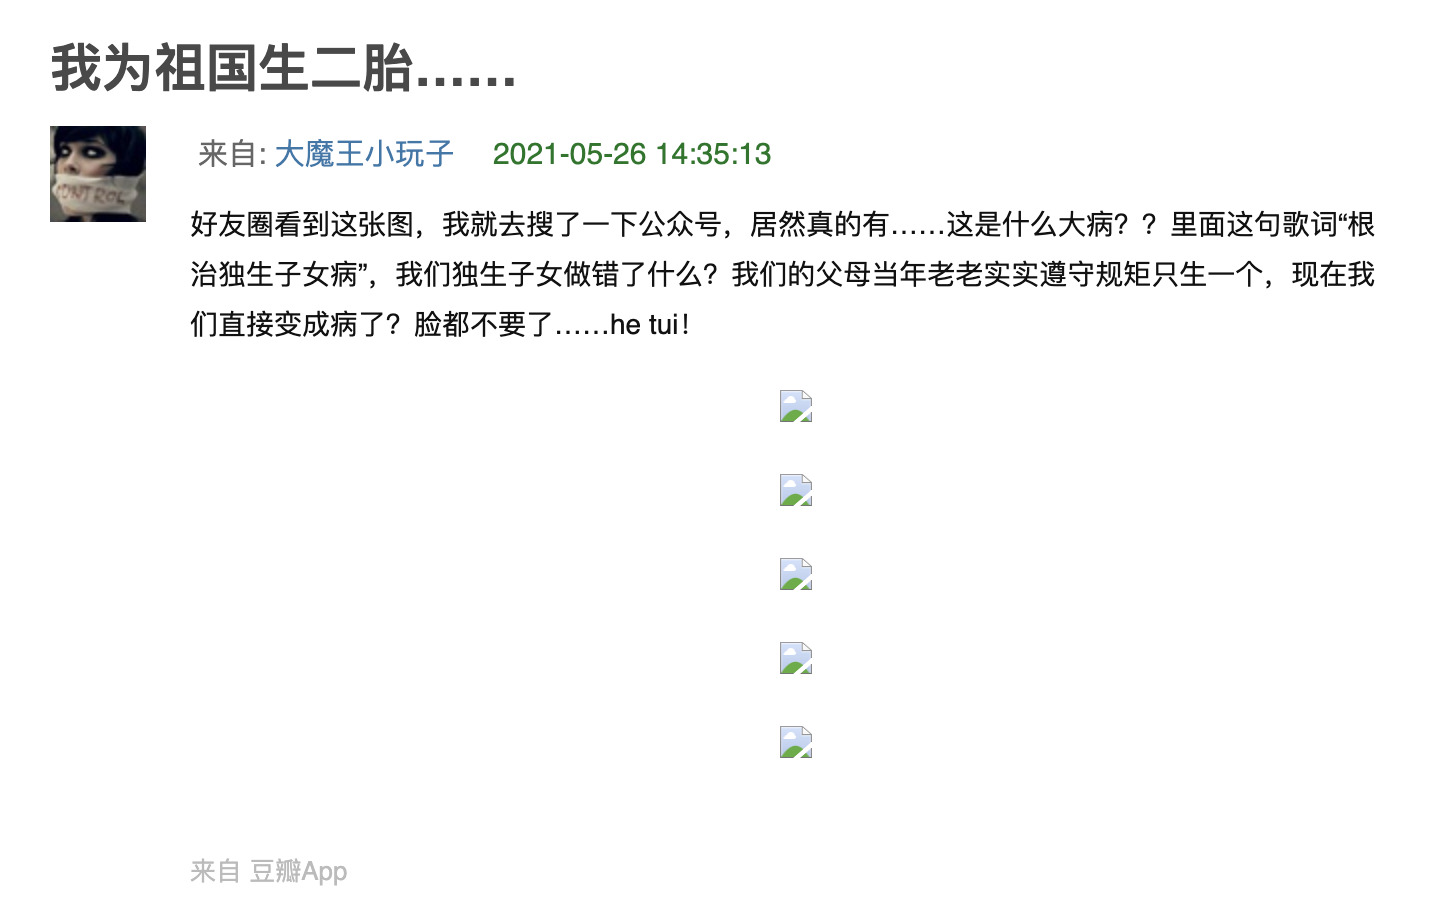 我为祖国生二胎……
来自: 大魔王小玩子 2021-05-26 14:35:13
CONTROL
好友圈看到这张图，我就去搜了一下公众号，居然真的有……这是什么大病？？里面这句歌词“根
治独生子女病”，我们独生子女做错了什么？我们的父母当年老老实实遵守规矩只生一个，现在我
们直接变成病了？脸都不要了……he tui！
来自 豆瓣App